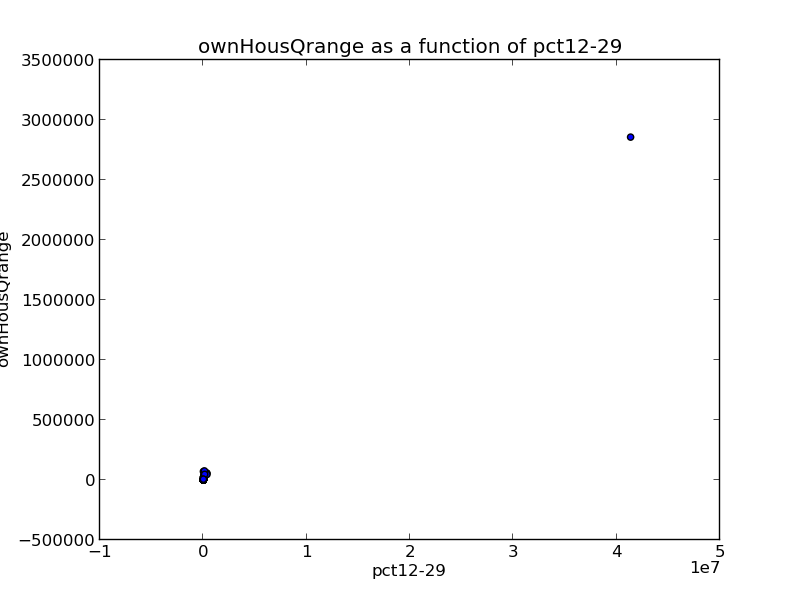 ownHousQrange as a function of pct12-29
3500000
3000000
2500000
2000000
1500000
1000000
500000
0
−500000
ownHousQrange
−1 0 1 2 3 4 5
1e7
pct12-29